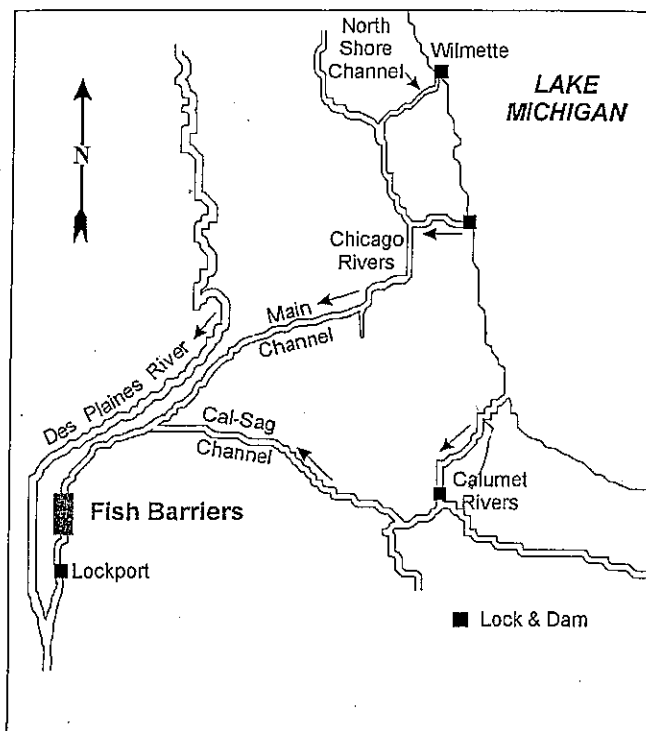 North
Shore
Channel
Wilmette
LAKE
MICHIGAN
N
Chicago
Rivers
Main
Channel
Des Plaines River
Cal-Sag
Channel
Calumet
Rivers
Fish Barriers
Lockport
Lock & Dam